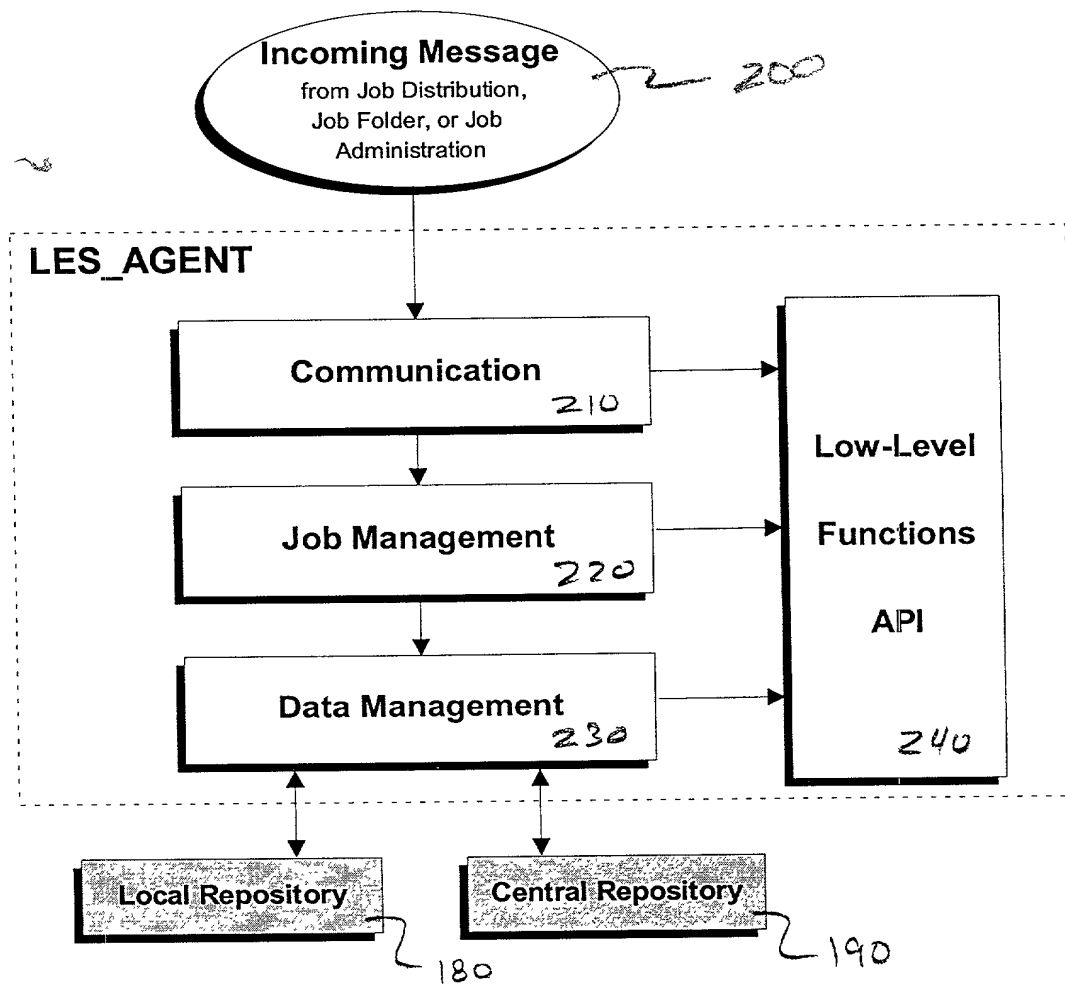 Incoming Message
from Job Distribution,
Job Folder, or Job
Administration
200
LES_AGENT
Communication
210
Job Management
220
Data Management
230
Low-Level
Functions
API
240
Local Repository
180
Central Repository
190